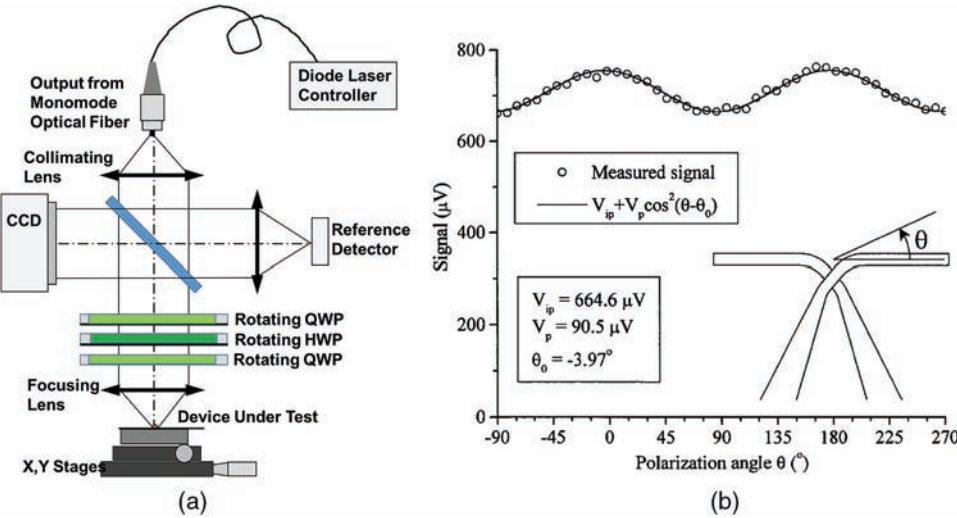 Output from
Monomode
Optical Fiber
Diode Laser
Controller
Collimating
Lens
CCD
Reference
Detector
Rotating QWP
Rotating HWP
Rotating QWP
Focusing
Lens
Device Under Test
X,Y Stages
(a)
800
600
400
200
0
Signal (µV)
Measured signal
V_ip+V_p cos²(θ-θ_0)
θ
V_ip = 664.6 µV
V_p = 90.5 µV
θ_0 = -3.97°
-90 -45 0 45 90 135 180 225 270
Polarization angle θ (°)
(b)